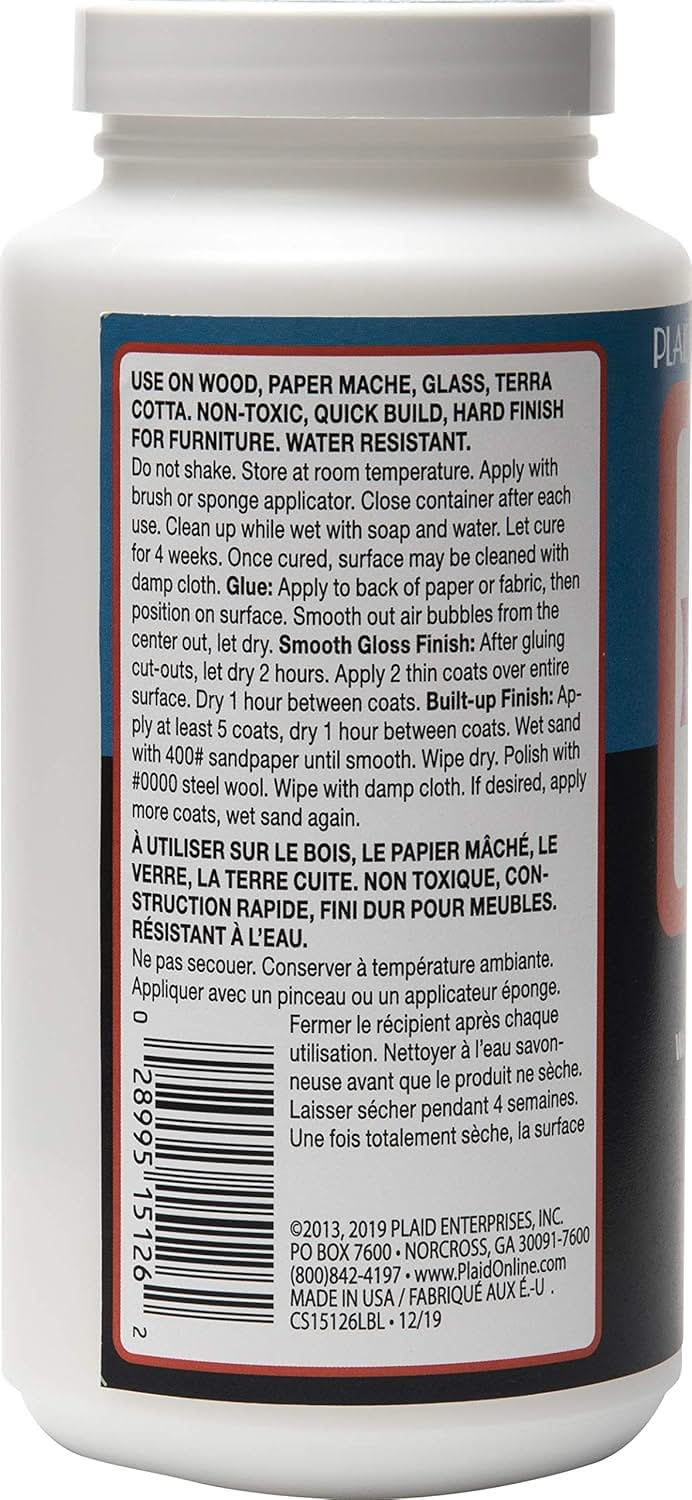 PLAI
USE ON WOOD, PAPER MACHE, GLASS, TERRA
COTTA. NON-TOXIC, QUICK BUILD, HARD FINISH
FOR FURNITURE. WATER RESISTANT.
Do not shake. Store at room temperature. Apply with
brush or sponge applicator. Close container after each
use. Clean up while wet with soap and water. Let cure
for 4 weeks. Once cured, surface may be cleaned with
damp cloth. Glue: Apply to back of paper or fabric, then
position on surface. Smooth out air bubbles from the
center out, let dry. Smooth Gloss Finish: After gluing
cut-outs, let dry 2 hours. Apply 2 thin coats over entire
surface. Dry 1 hour between coats. Built-up Finish: Ap-
ply at least 5 coats, dry 1 hour between coats. Wet sand
with 400# sandpaper until smooth. Wipe dry. Polish with
#0000 steel wool. Wipe with damp cloth. If desired, apply
more coats, wet sand again.
À UTILISER SUR LE BOIS, LE PAPIER MÂCHÉ, LE
VERRE, LA TERRE CUITE. NON TOXIQUE, CON-
STRUCTION RAPIDE, FINI DUR POUR MEUBLES.
RÉSISTANT À L'EAU.
Ne pas secouer. Conserver à température ambiante.
Appliquer avec un pinceau ou un applicateur éponge.
Fermer le récipient après chaque
utilisation. Nettoyer à l'eau savon-
neuse avant que le produit ne sèche.
Laisser sécher pendant 4 semaines.
Une fois totalement sèche, la surface
0 28995 15126 2
©2013, 2019 PLAID ENTERPRISES, INC.
PO BOX 7600 • NORCROSS, GA 30091-7600
(800)842-4197 • www.PlaidOnline.com
MADE IN USA / FABRIQUÉ AUX É.-U .
CS15126LBL • 12/19